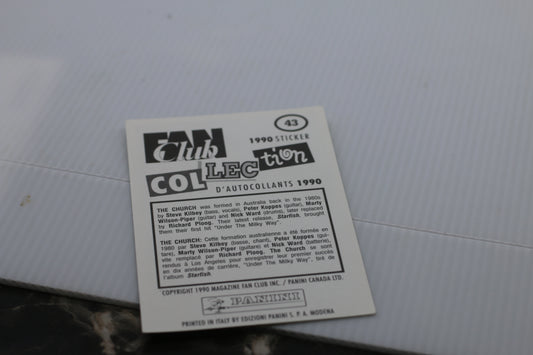 43
FAN
Club
1990 STICKER
COLLECtion
D'AUTOCOLLANTS 1990
THE CHURCH was formed in Australia back in the 1980s
by Steve Kilbey (bass, vocals), Peter Koppes (guitar), Marty
Wilson-Piper (guitar) and Nick Ward (drums), later replaced
by Richard Ploog. Their latest release, Starfish, brought
them their first hit "Under The Milky Way".
THE CHURCH: Cette formation australienne a été formée en
1980 par Steve Kilbey (basse, chant), Peter Koppes (gui-
tare), Marty Wilson-Piper (guitare) et Nick Ward (batterie),
vite remplacé par Richard Ploog. The Church se sont
rendus à Los Angeles pour enregistrer leur premier succès
en dix années de carrière, "Under The Milky Way", tiré de
l'album Starfish
COPYRIGHT 1990 MAGAZINE FAN CLUB INC. / PANINI CANADA LTD.
PANINI
PRINTED IN ITALY BY EDIZIONI PANINI S. P. A. MODENA